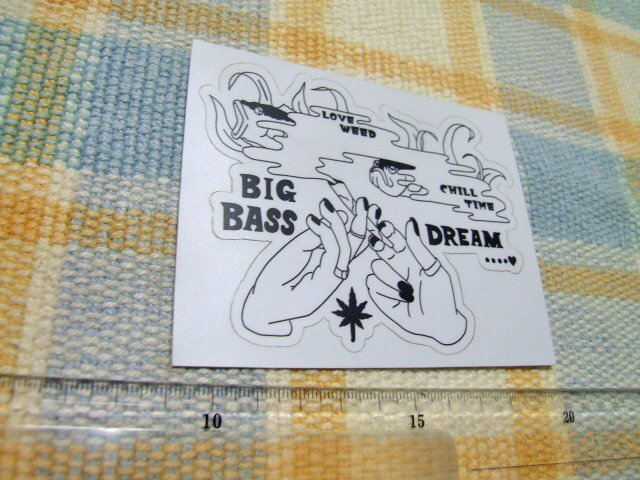 LOVE
WEED
CHILL
TIME
BIG
BASS
DREAM
....♥
10
15
20